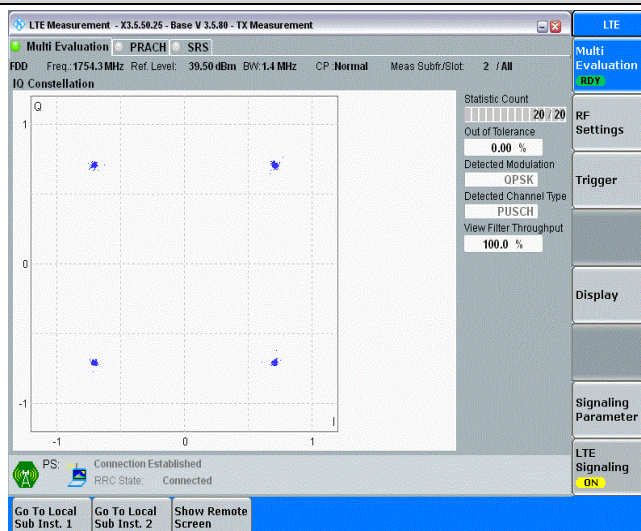 LTE Measurement - X3.5.50.25 - Base V 3.5.80 - TX Measurement
LTE
Multi Evaluation PRACH SRS
FDD Freq.:1754.3 MHz Ref. Level: 39.50 dBm BW:1.4 MHz CP :Normal Meas Subfr./Slot: 2 / All
IQ Constellation
Q
1
0
-1
-1 0 1
I
Statistic Count
20 / 20
Out of Tolerance
0.00 %
Detected Modulation
QPSK
Detected Channel Type
PUSCH
View Filter Throughput
100.0 %
Multi
Evaluation
RDY
RF
Settings
Trigger
Display
Signaling
Parameter
LTE
Signaling
ON
PS: Connection Established
RRC State: Connected
Go To Local
Sub Inst. 1
Go To Local
Sub Inst. 2
Show Remote
Screen